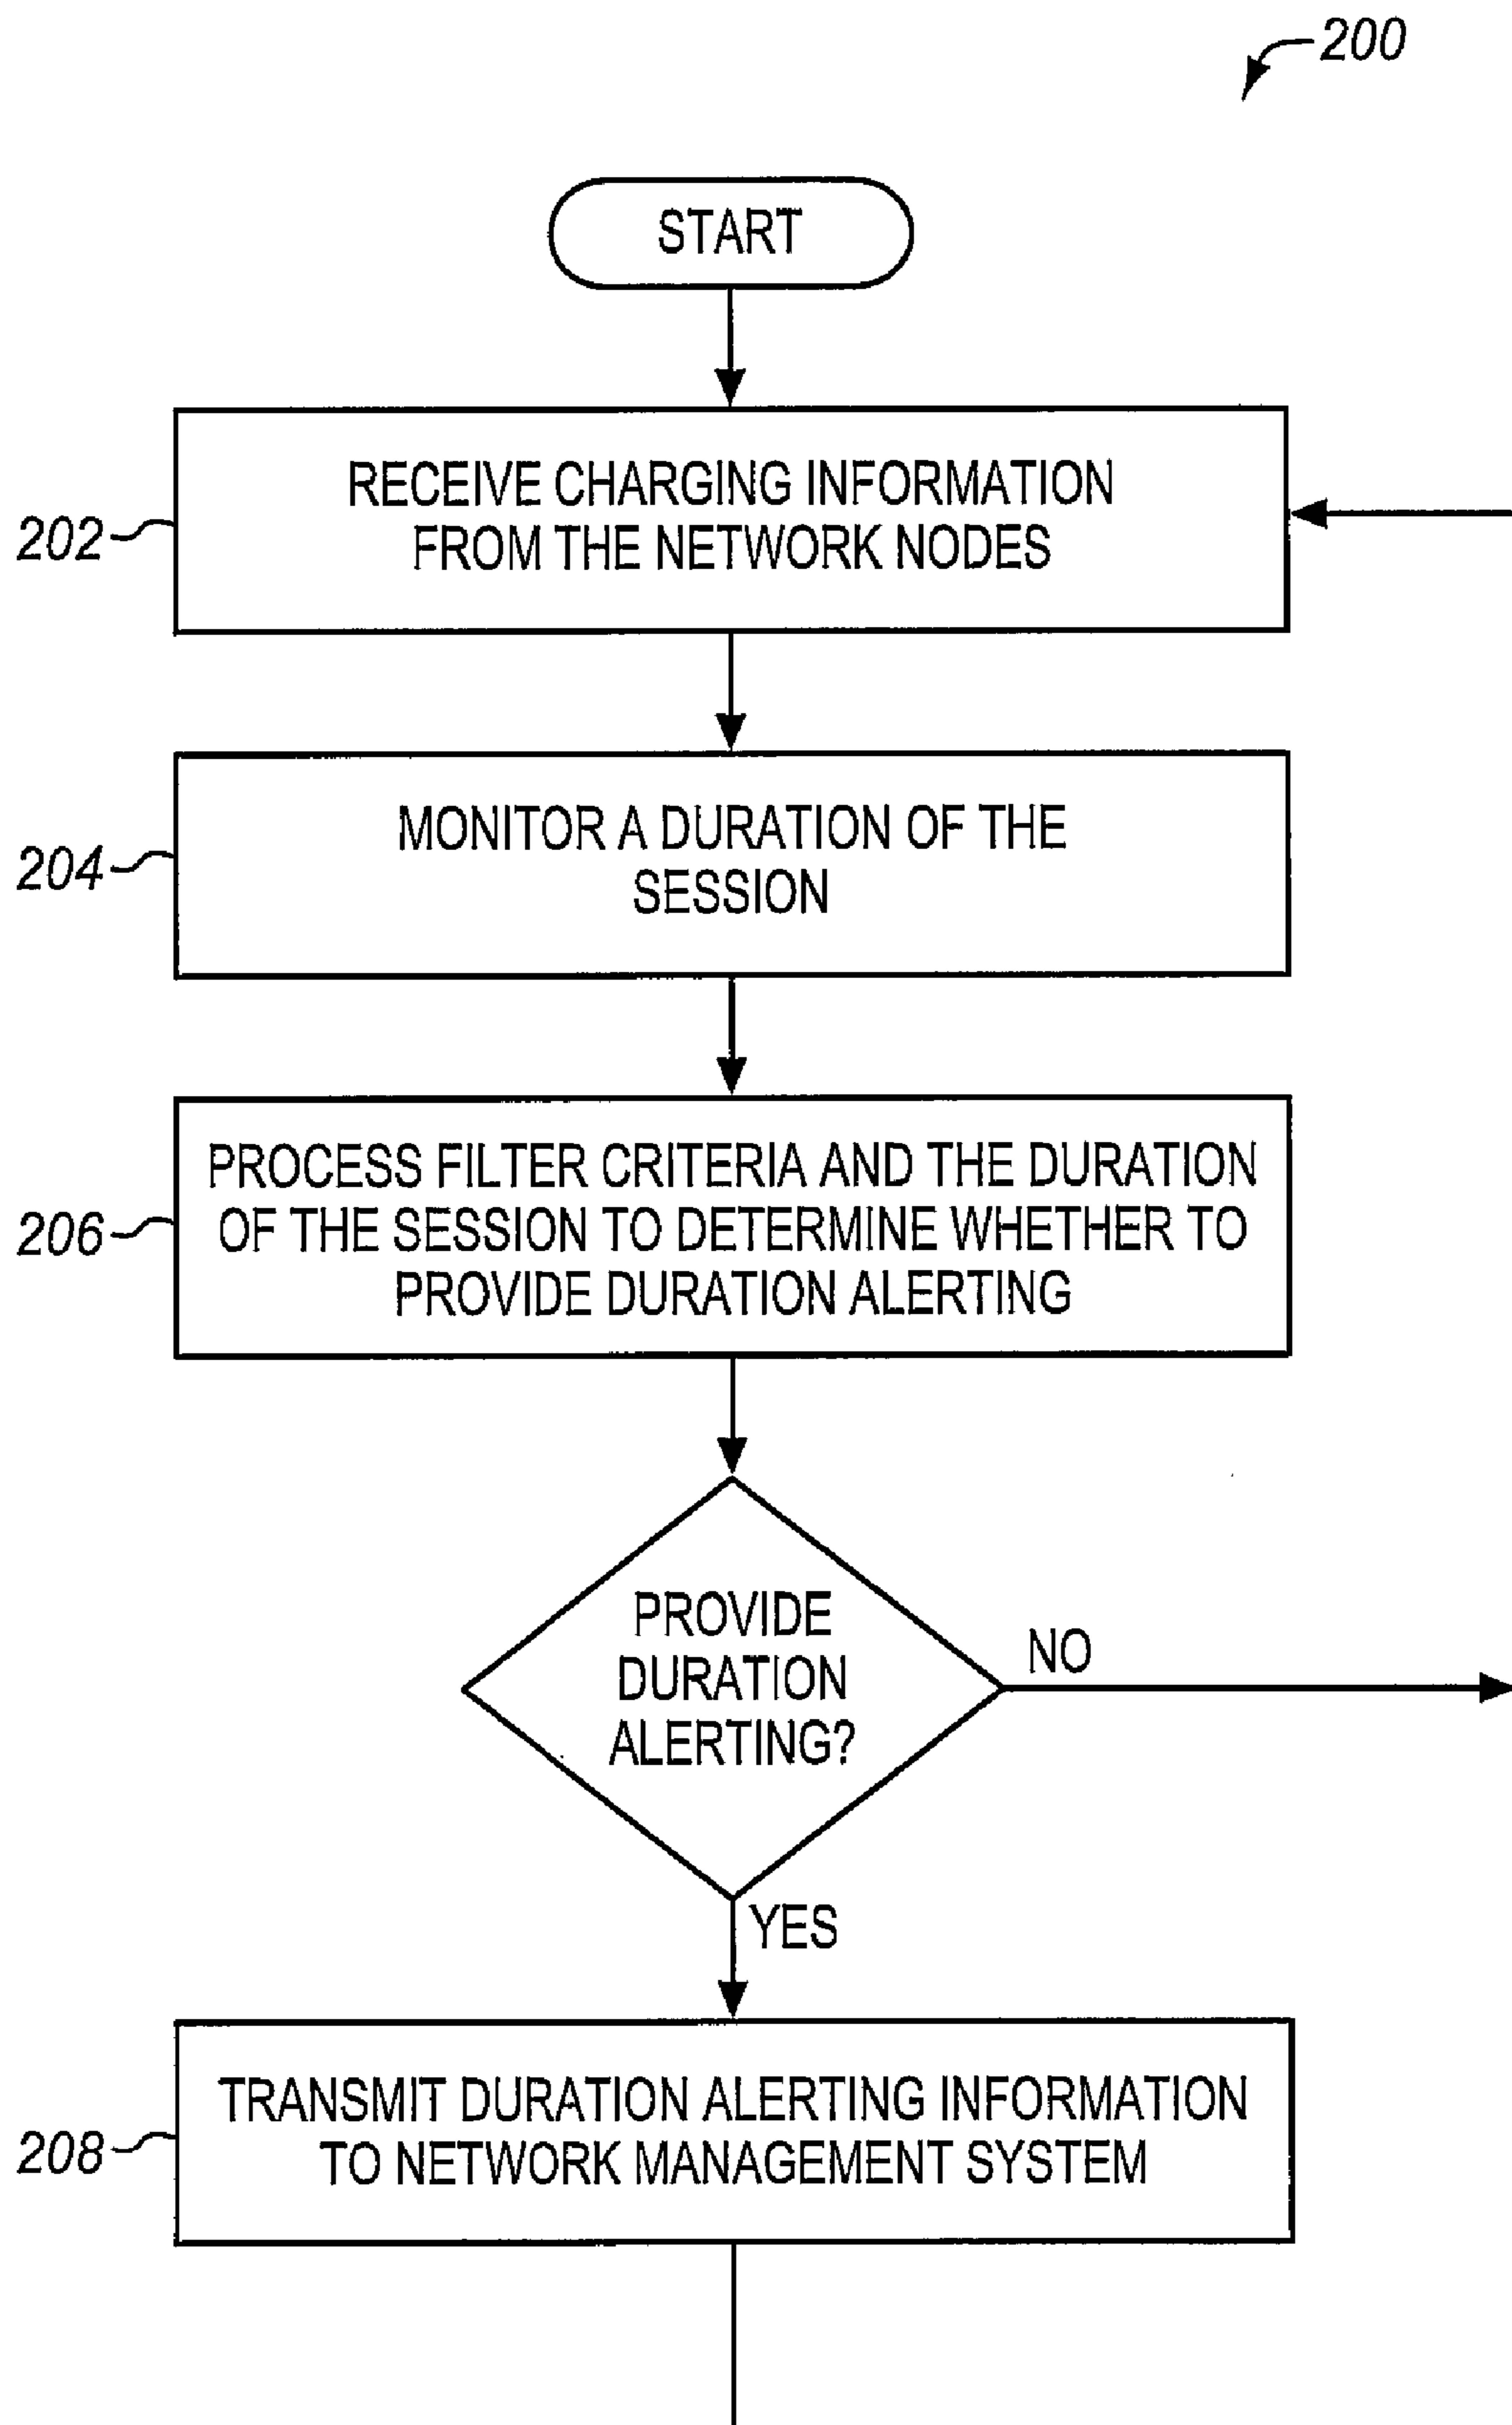 200
START
RECEIVE CHARGING INFORMATION
FROM THE NETWORK NODES
202
MONITOR A DURATION OF THE
SESSION
204
PROCESS FILTER CRITERIA AND THE DURATION
OF THE SESSION TO DETERMINE WHETHER TO
PROVIDE DURATION ALERTING
206
PROVIDE
DURATION
ALERTING?
NO
YES
TRANSMIT DURATION ALERTING INFORMATION
TO NETWORK MANAGEMENT SYSTEM
208